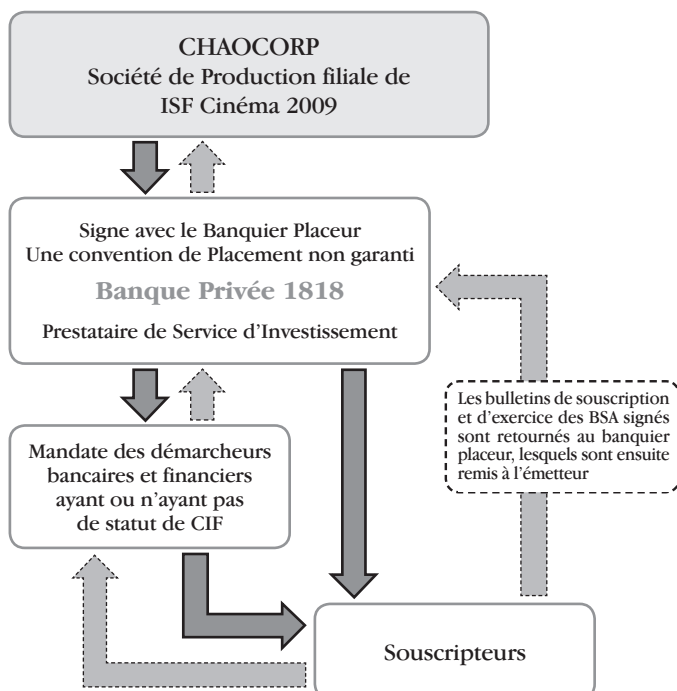 CHAOCORP
Société de Production filiale de
ISF Cinéma 2009
Signe avec le Banquier Placeur
Une convention de Placement non garanti
Banque Privée 1818
Prestataire de Service d'Investissement
Les bulletins de souscription
et d'exercice des BSA signés
sont retournés au banquier
placeur, lesquels sont ensuite
remis à l'émetteur
Mandate des démarcheurs
bancaires et financiers
ayant ou n'ayant pas
de statut de CIF
Souscripteurs